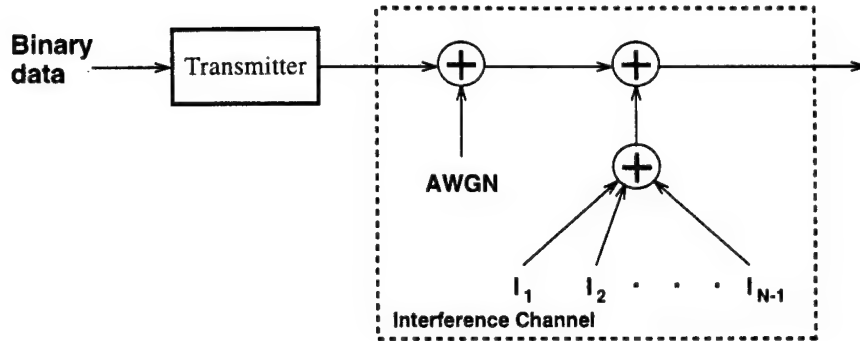 Binary
data
Transmitter
AWGN
I1 I2 · · · · IN-1
Interference Channel